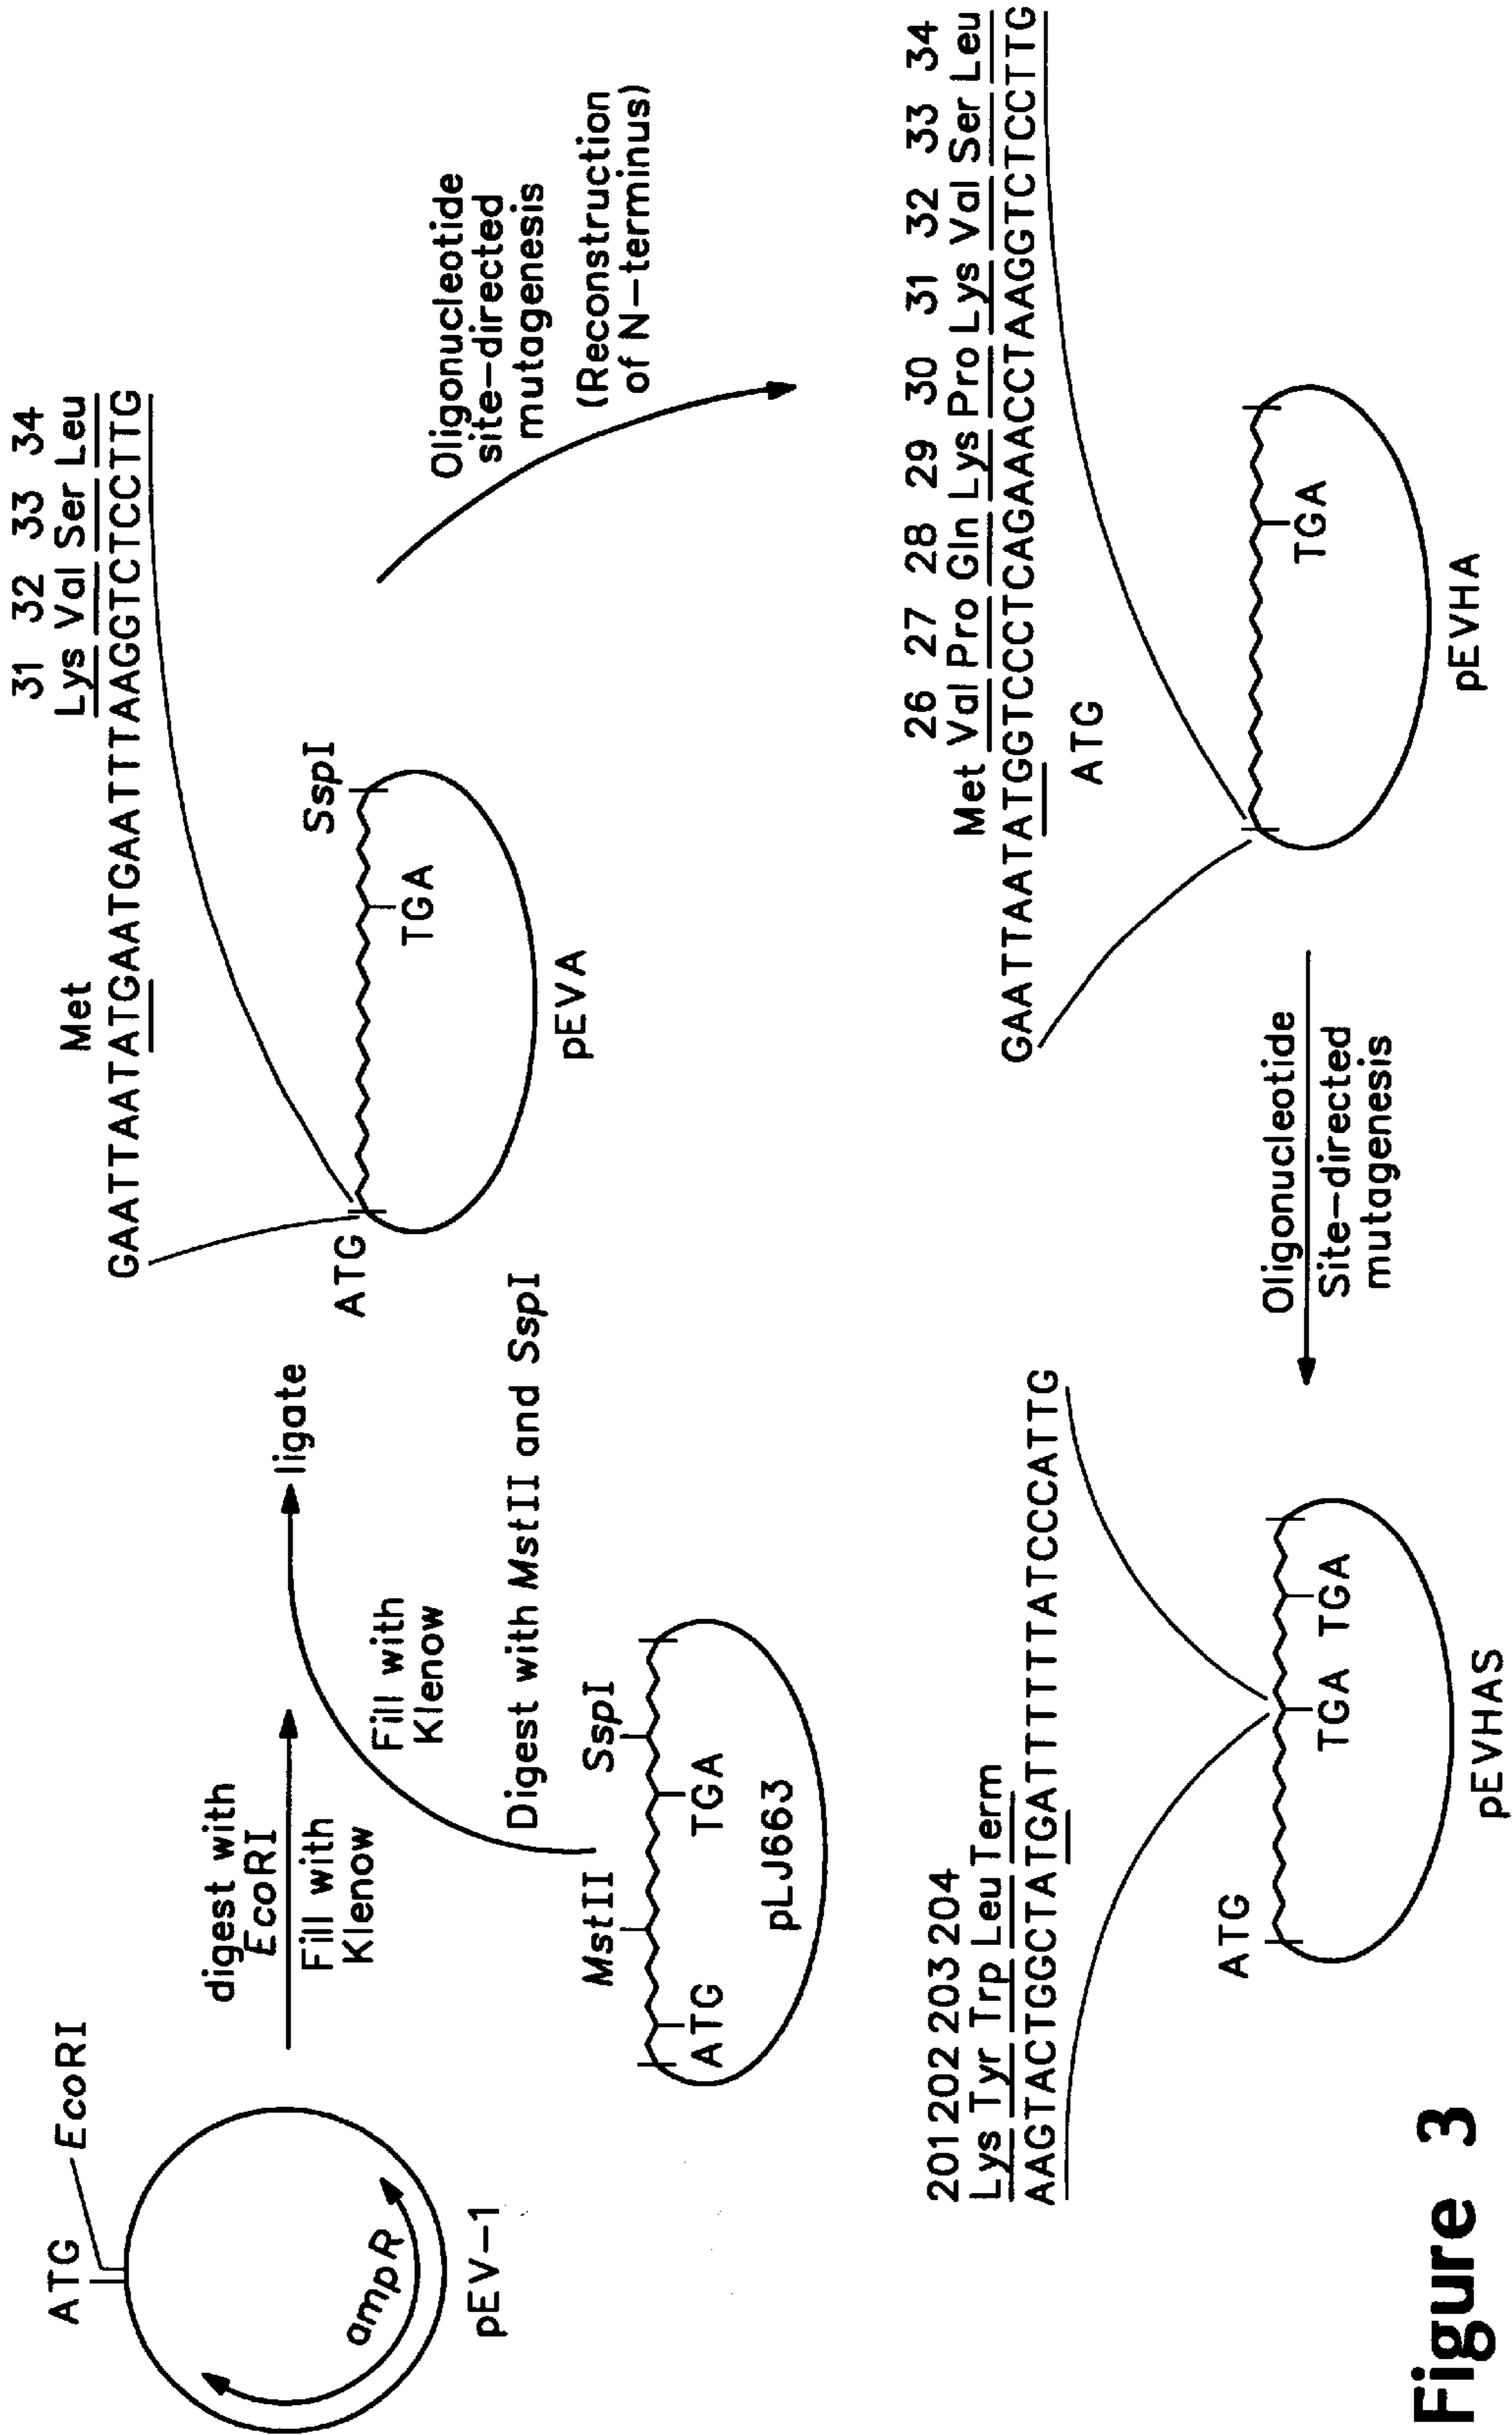 ATG
EcoRI
ampR
pEV-1
digest with
EcoRI
Fill with
Klenow
ligate
Fill with
Klenow
Digest with MstII and SspI
MstII
SspI
ATG
TGA
pLJ663
31 32 33 34
Met
Lys Val Ser Leu
GAATTAATATGAATGAATTTAAGGTCTCCTTG
SspI
ATG
TGA
pEVA
Oligonucleotide
site-directed
mutagenesis
(Reconstruction
of N-terminus)
26 27 28 29 30 31 32 33 34
Met Val Pro Gln Lys Pro Lys Val Ser Leu
GAATTAATATGGTCCCTCAGAAACCTAAGGTCTCCTTG
ATG
TGA
pEVHA
Oligonucleotide
Site-directed
mutagenesis
201 202 203 204
Lys Tyr Trp Leu Term
AAGTACTGGCTATGATTTTTTATCCCATTG
ATG
TGA TGA
pEVHAS
Figure 3